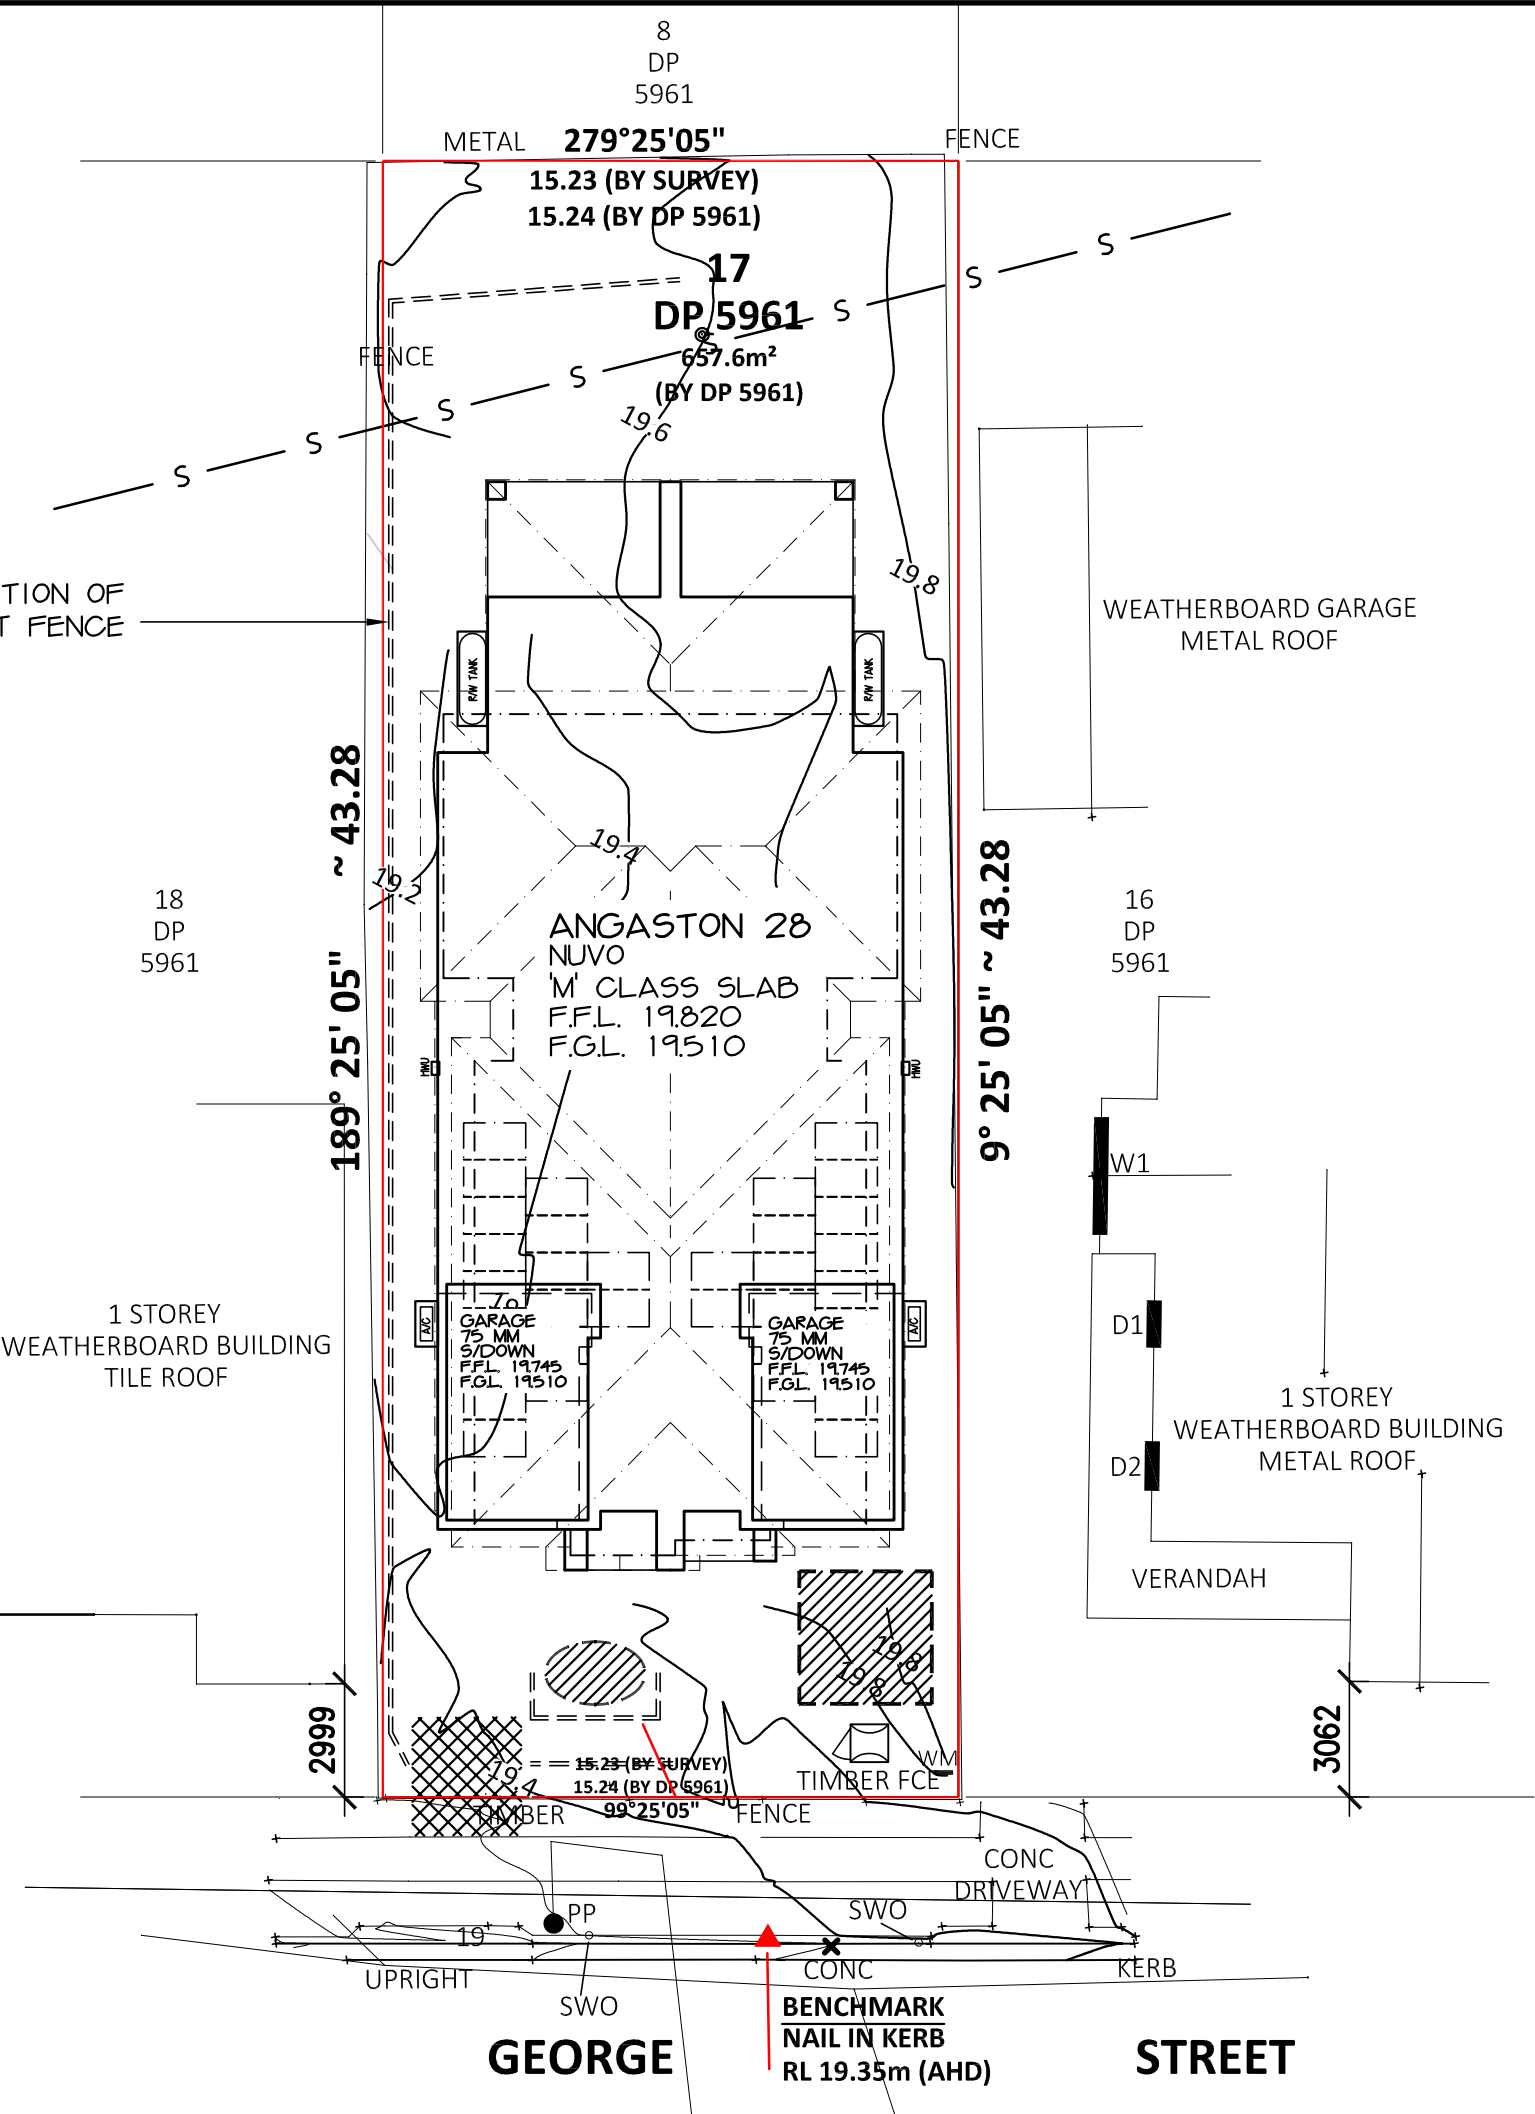 8
DP
5961
METAL
279°25'05"
FENCE
15.23 (BY SURVEY)
15.24 (BY DP 5961)
17
DP 5961
657.6m²
(BY DP 5961)
FENCE
S
S
S
S
S
S
S
S
19.6
19.8
TION OF
T FENCE
WEATHERBOARD GARAGE
METAL ROOF
R/W TANK
R/W TANK
189° 25' 05" ~ 43.28
9° 25' 05" ~ 43.28
19.4
19.2
18
DP
5961
16
DP
5961
ANGASTON 28
NUVO
'M' CLASS SLAB
F.F.L. 19.820
F.G.L. 19.510
HWU
HWU
W1
1 STOREY
WEATHERBOARD BUILDING
TILE ROOF
A/C
GARAGE
75 MM
S/DOWN
F.F.L. 19.745
F.G.L. 19.510
GARAGE
75 MM
S/DOWN
F.F.L. 19.745
F.G.L. 19.510
A/C
D1
1 STOREY
WEATHERBOARD BUILDING
METAL ROOF
D2
VERANDAH
19.8
19.8
2999
3062
WM
15.23 (BY SURVEY)
15.24 (BY DP 5961)
99°25'05"
19.4
TIMBER FCE
TIMBER
FENCE
CONC
DRIVEWAY
PP
SWO
19
UPRIGHT
CONC
KERB
SWO
BENCHMARK
NAIL IN KERB
RL 19.35m (AHD)
GEORGE STREET